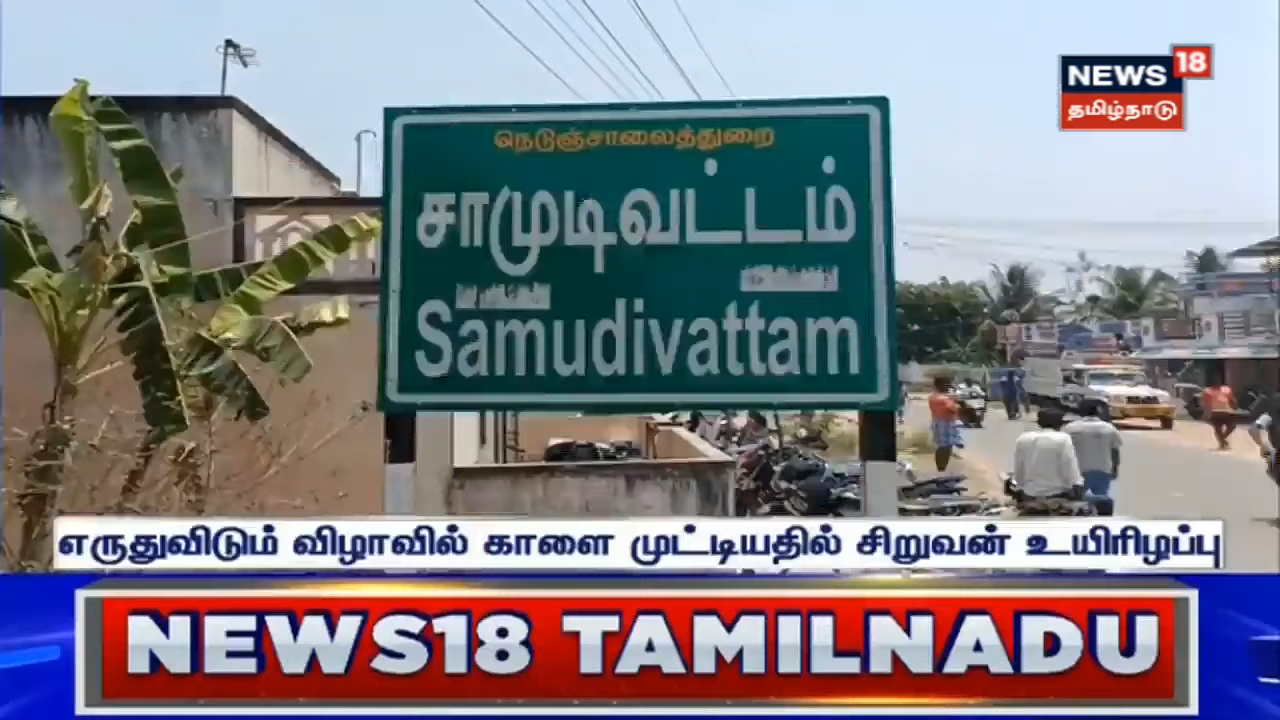 NEWS 18
தமிழ்நாடு
நெடுஞ்சாலைத்துறை
சாமுடிவட்டம்
Samudivattam
எருதுவிடும் விழாவில் காளை முட்டியதில் சிறுவன் உயிரிழப்பு
NEWS18 TAMILNADU